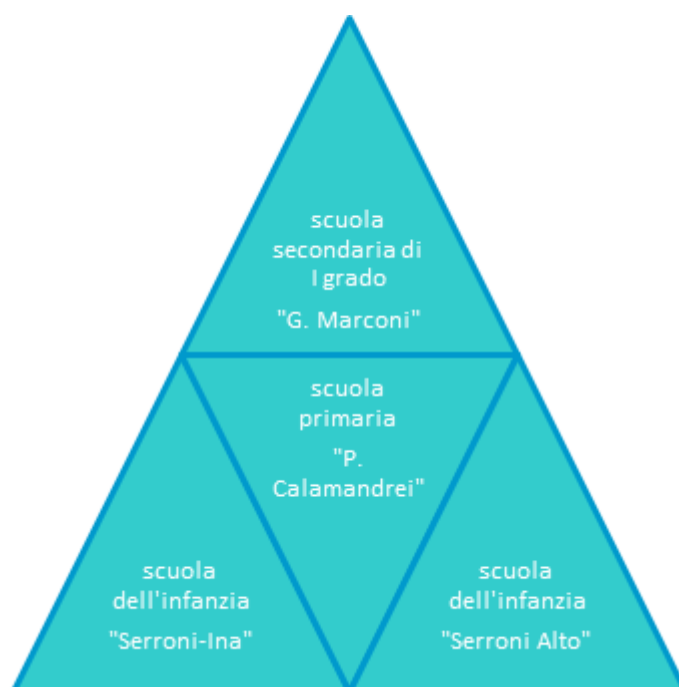 scuola
secondaria di
I grado
"G. Marconi"
scuola
primaria
"P.
Calamandrei"
scuola
dell'infanzia
"Serroni-Ina"
scuola
dell'infanzia
"Serroni Alto"